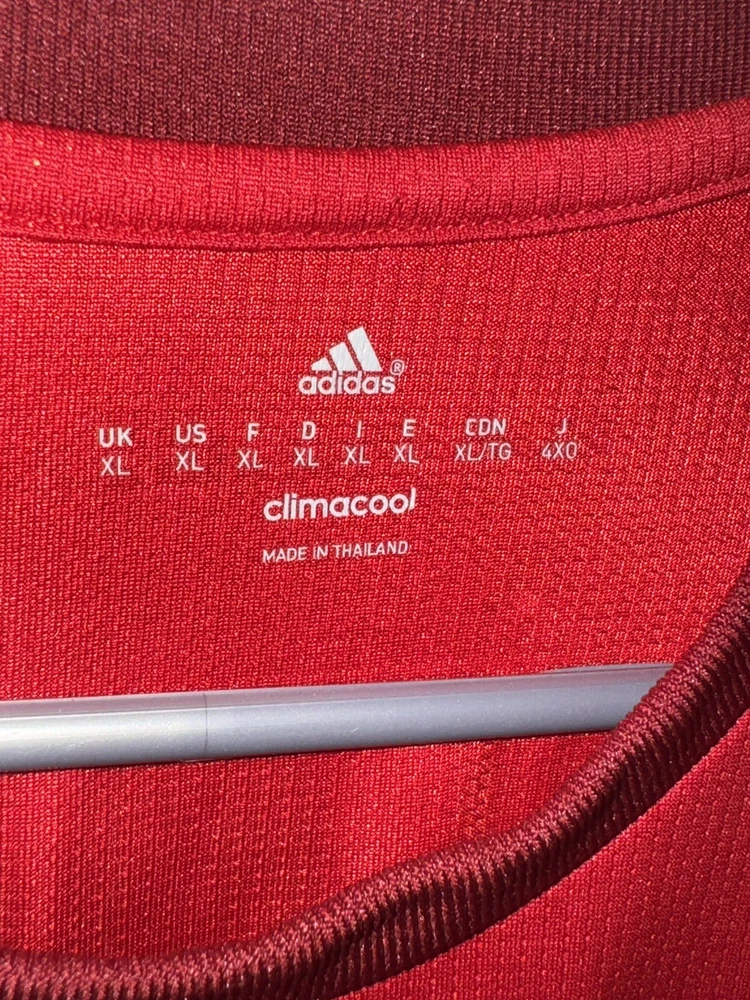 adidas®
UK US F D I E CDN J
XL XL XL XL XL XL XL/TG 4XO
climacool
MADE IN THAILAND